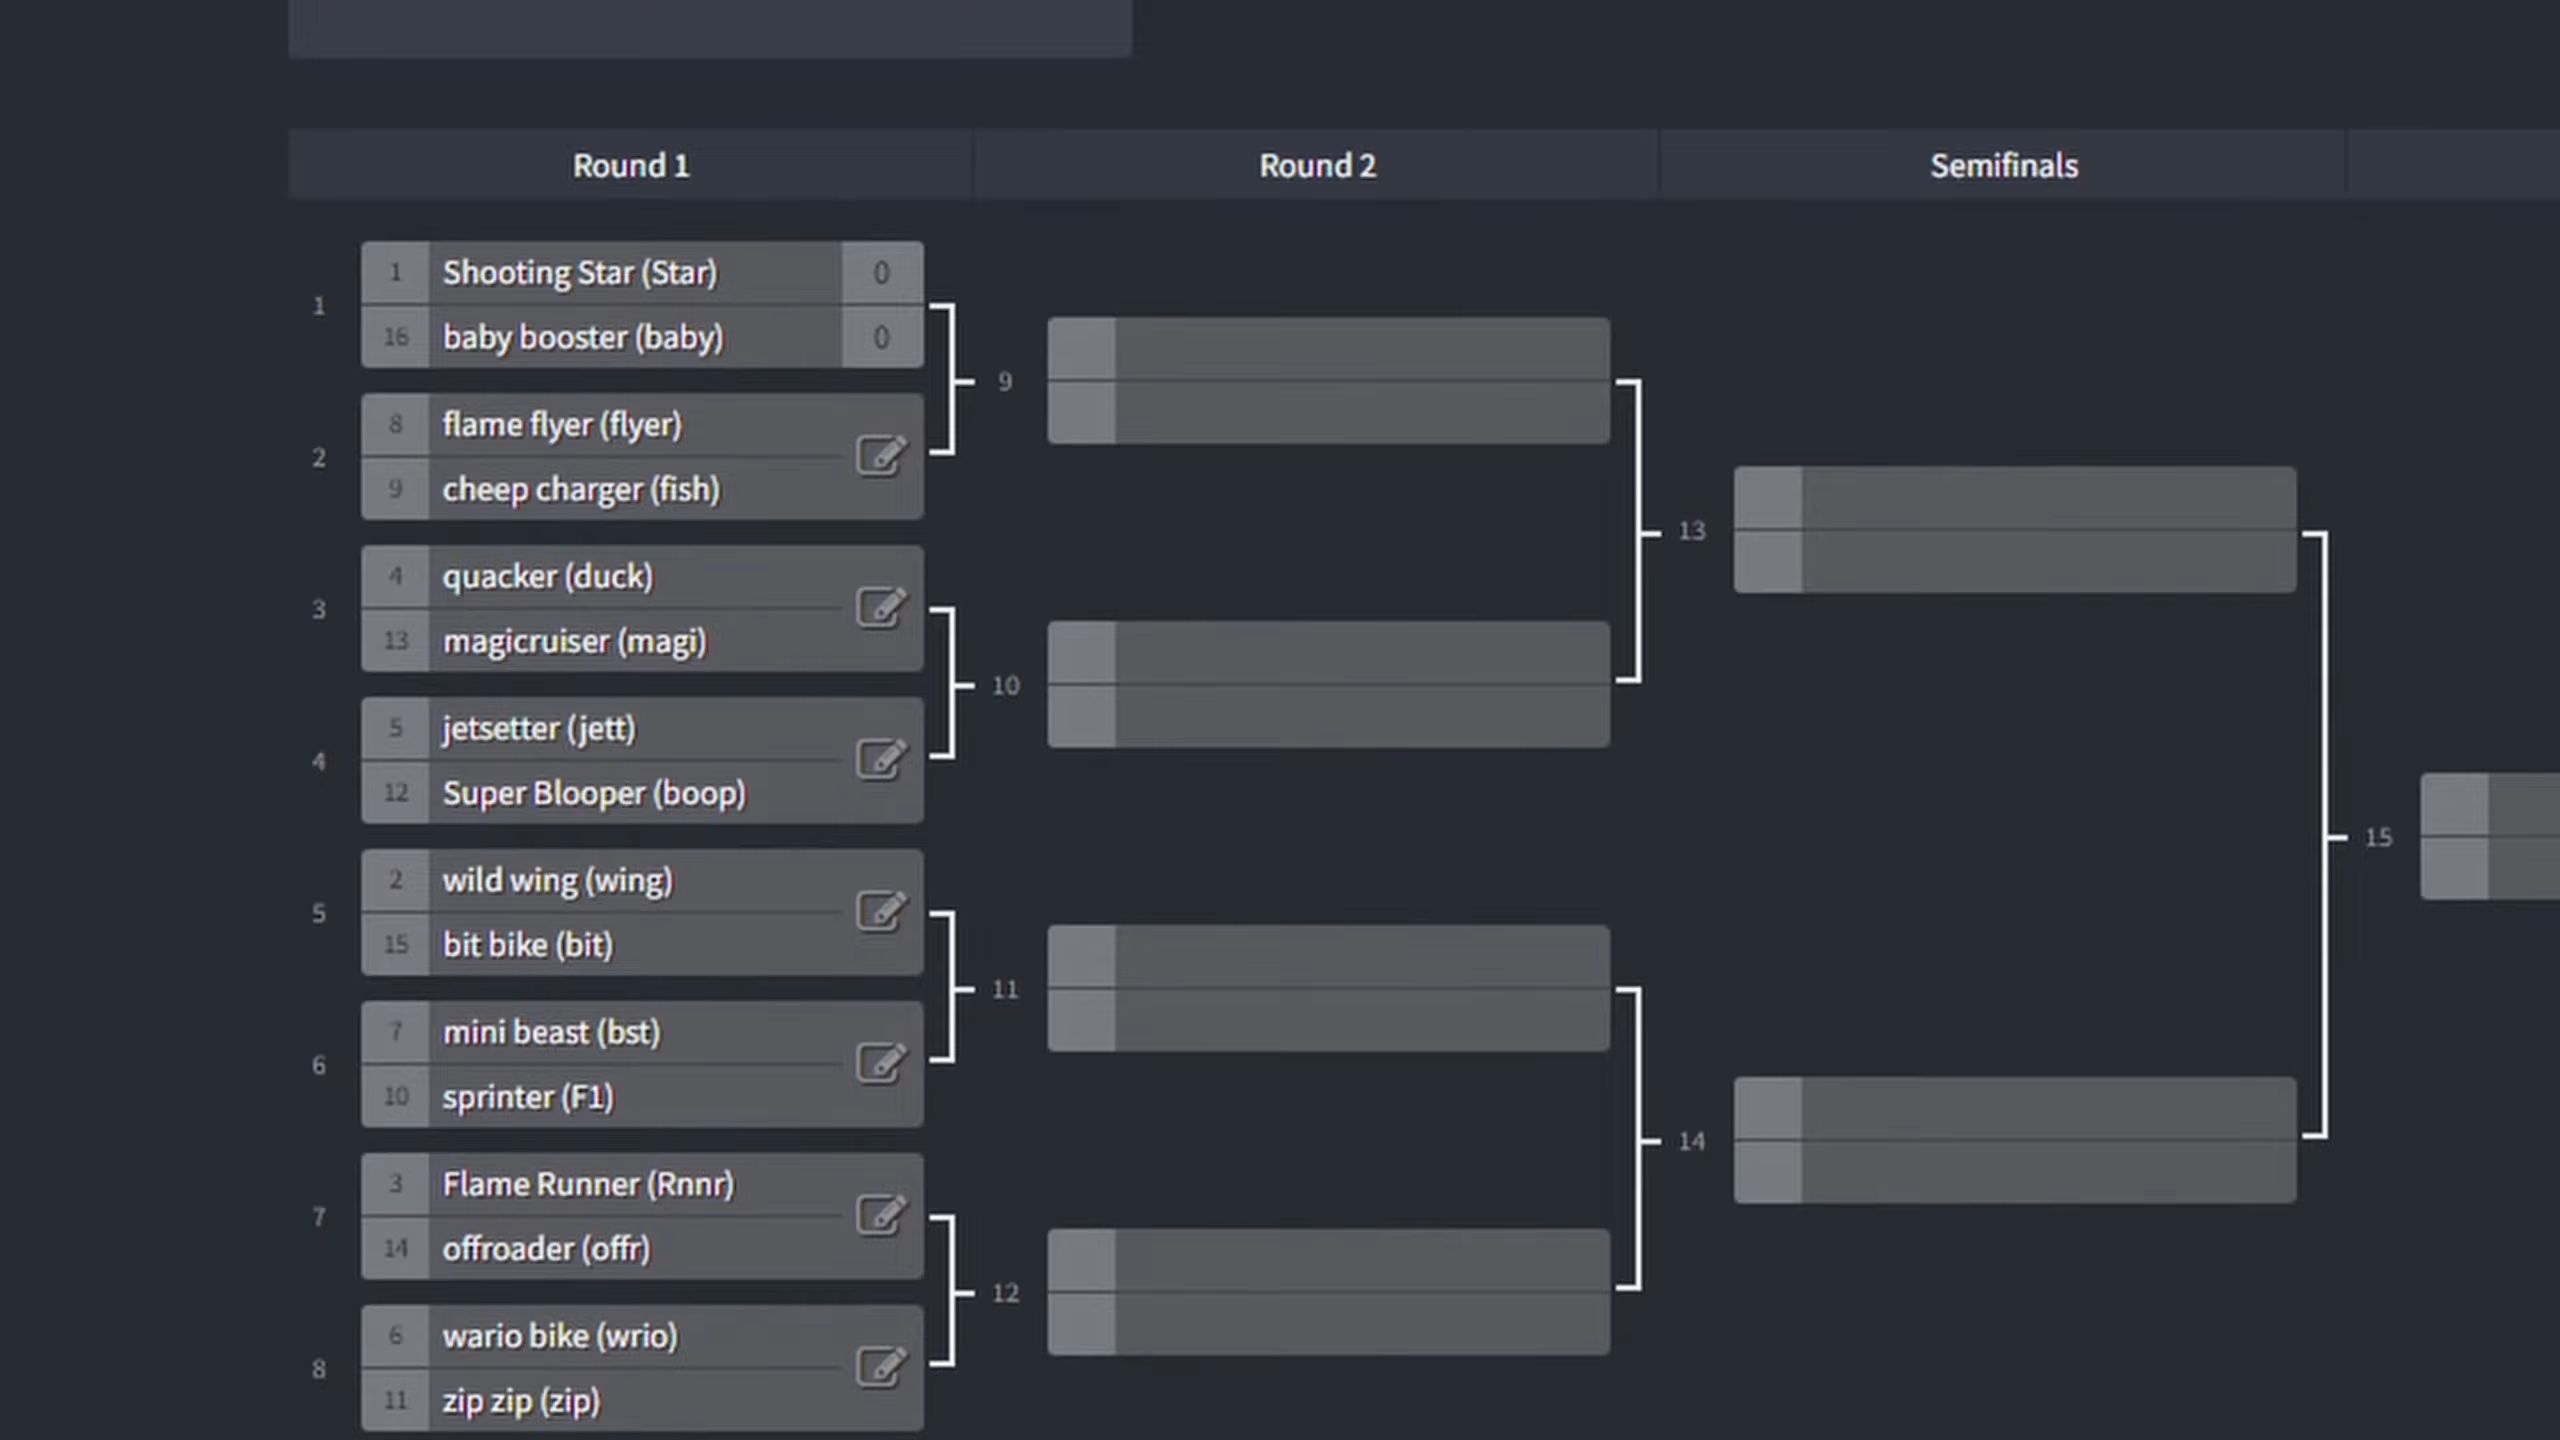 Round 1
Round 2
Semifinals
1
1 Shooting Star (Star) 0
16 baby booster (baby) 0
2
8 flame flyer (flyer)
9 cheep charger (fish)
3
4 quacker (duck)
13 magicruiser (magi)
4
5 jetsetter (jett)
12 Super Blooper (boop)
5
2 wild wing (wing)
15 bit bike (bit)
6
7 mini beast (bst)
10 sprinter (F1)
7
3 Flame Runner (Rnnr)
14 offroader (offr)
8
6 wario bike (wrio)
11 zip zip (zip)
9
10
11
12
13
14
15